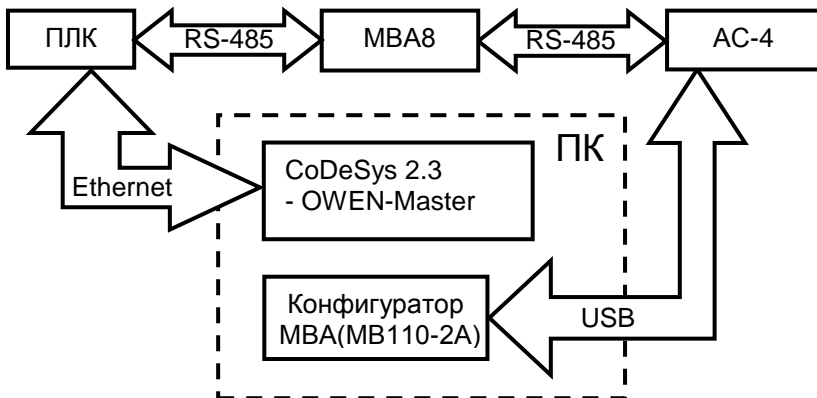 ПЛК
RS-485
МВА8
RS-485
АС-4
ПК
CoDeSys 2.3
- OWEN-Master
Ethernet
Конфигуратор
МВА(МВ110-2А)
USB